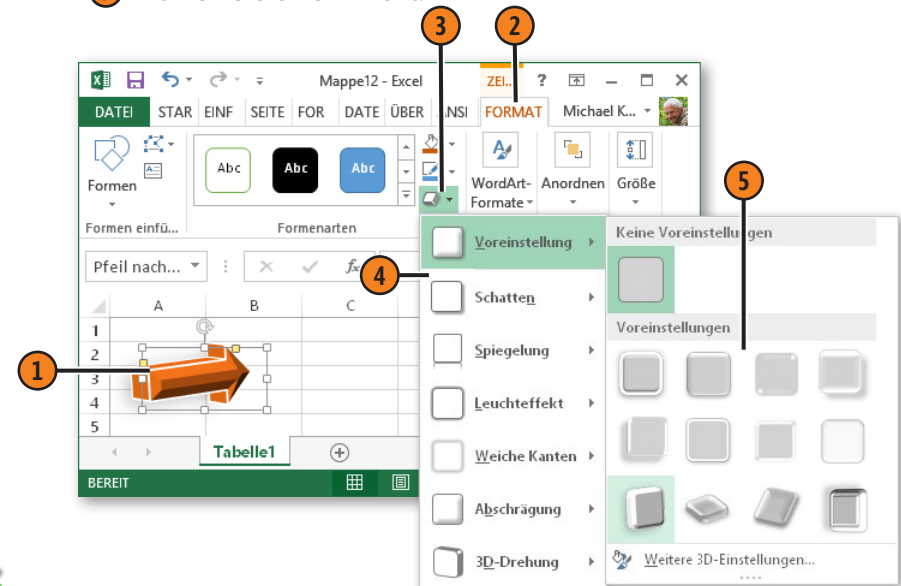 3
2
Mappe12 - Excel
ZEI...
?
DATEI STAR EINF SEITE FOR DATE ÜBER ANSI FORMAT Michael K...
Abc Abc Abc
Formen
WordArt-Formate
Anordnen
Größe
Formen einfü...
Formenarten
5
Pfeil nach...
fx
4
A B C
1
2
3
4
5
1
Tabelle1
BEREIT
Voreinstellung
Schatten
Spiegelung
Leuchteffekt
Weiche Kanten
Abschrägung
3D-Drehung
Keine Voreinstellungen
Voreinstellungen
Weitere 3D-Einstellungen...